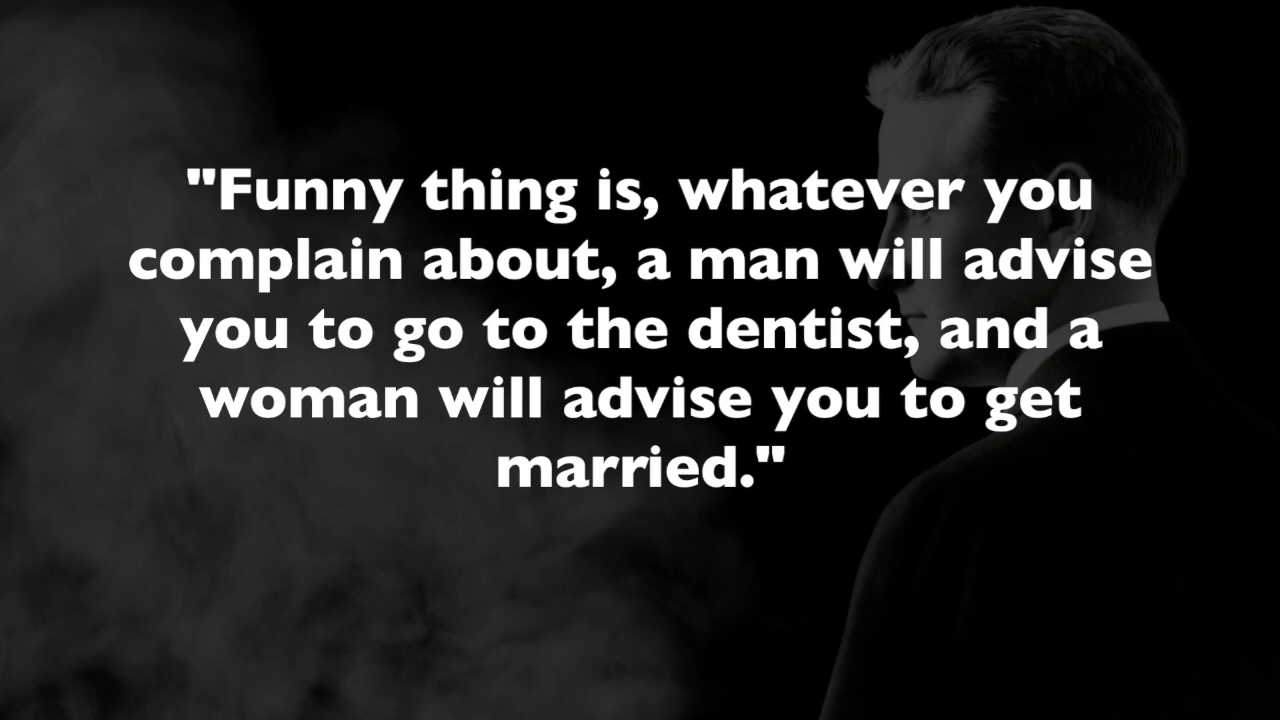 "Funny thing is, whatever you
complain about, a man will advise
you to go to the dentist, and a
woman will advise you to get
married."